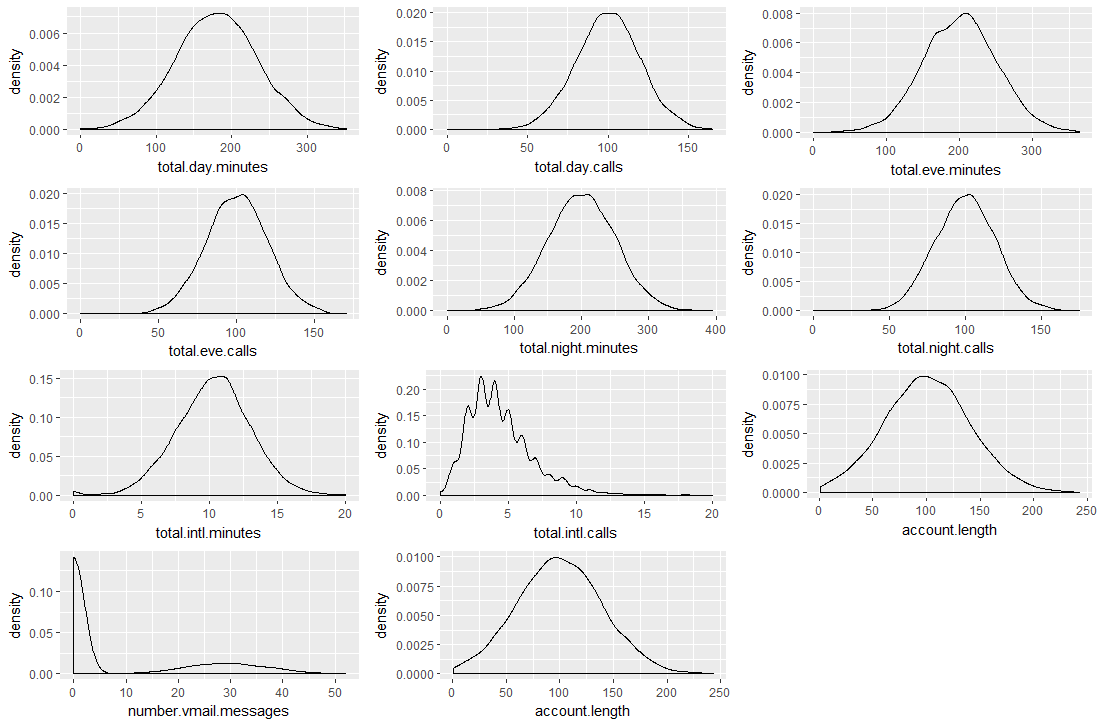 density
0.006
0.004
0.002
0.000
0 100 200 300
total.day.minutes
density
0.020
0.015
0.010
0.005
0.000
0 50 100 150
total.day.calls
density
0.008
0.006
0.004
0.002
0.000
0 100 200 300
total.eve.minutes
density
0.020
0.015
0.010
0.005
0.000
0 50 100 150
total.eve.calls
density
0.008
0.006
0.004
0.002
0.000
0 100 200 300 400
total.night.minutes
density
0.020
0.015
0.010
0.005
0.000
0 50 100 150
total.night.calls
density
0.15
0.10
0.05
0.00
0 5 10 15 20
total.intl.minutes
density
0.20
0.15
0.10
0.05
0.00
0 5 10 15 20
total.intl.calls
density
0.0100
0.0075
0.0050
0.0025
0.0000
0 50 100 150 200 250
account.length
density
0.10
0.05
0.00
0 10 20 30 40 50
number.vmail.messages
density
0.0100
0.0075
0.0050
0.0025
0.0000
0 50 100 150 200 250
account.length